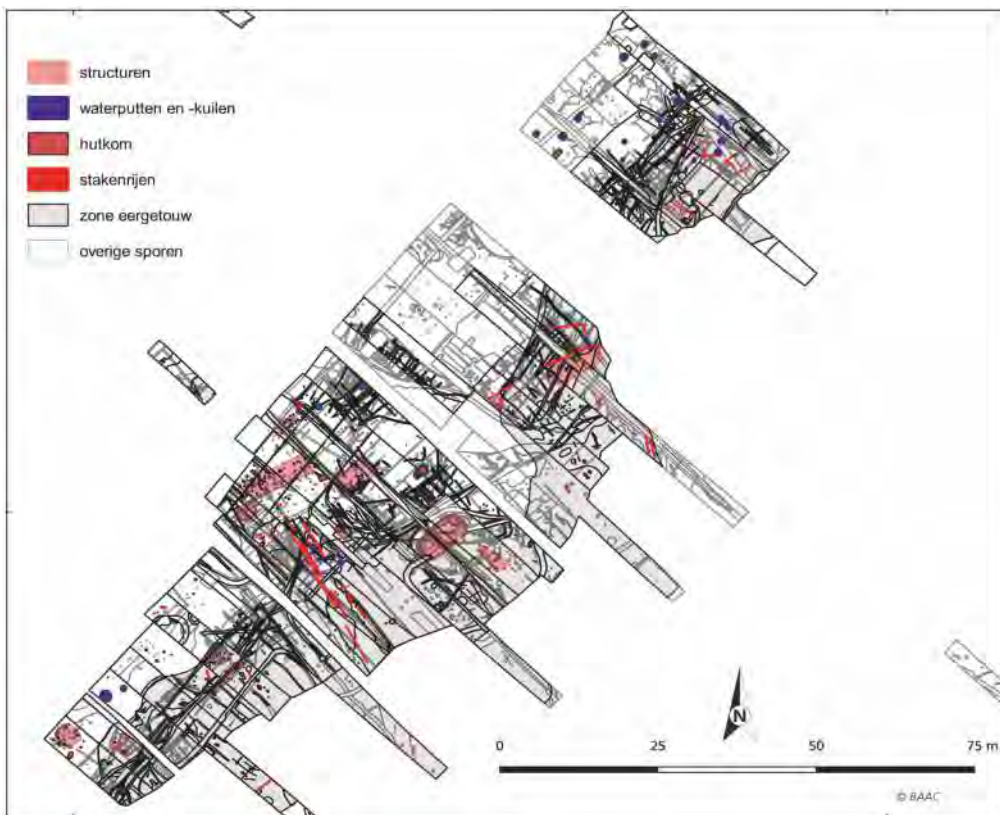 structuren
waterputten en -kuilen
hutkom
stakenrijen
zone eergetouw
overige sporen
N
0 25 50 75 m
© BAAC